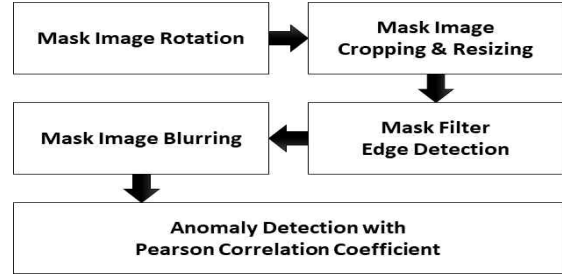 Mask Image Rotation
Mask Image
Cropping & Resizing
Mask Filter
Edge Detection
Mask Image Blurring
Anomaly Detection with
Pearson Correlation Coefficient